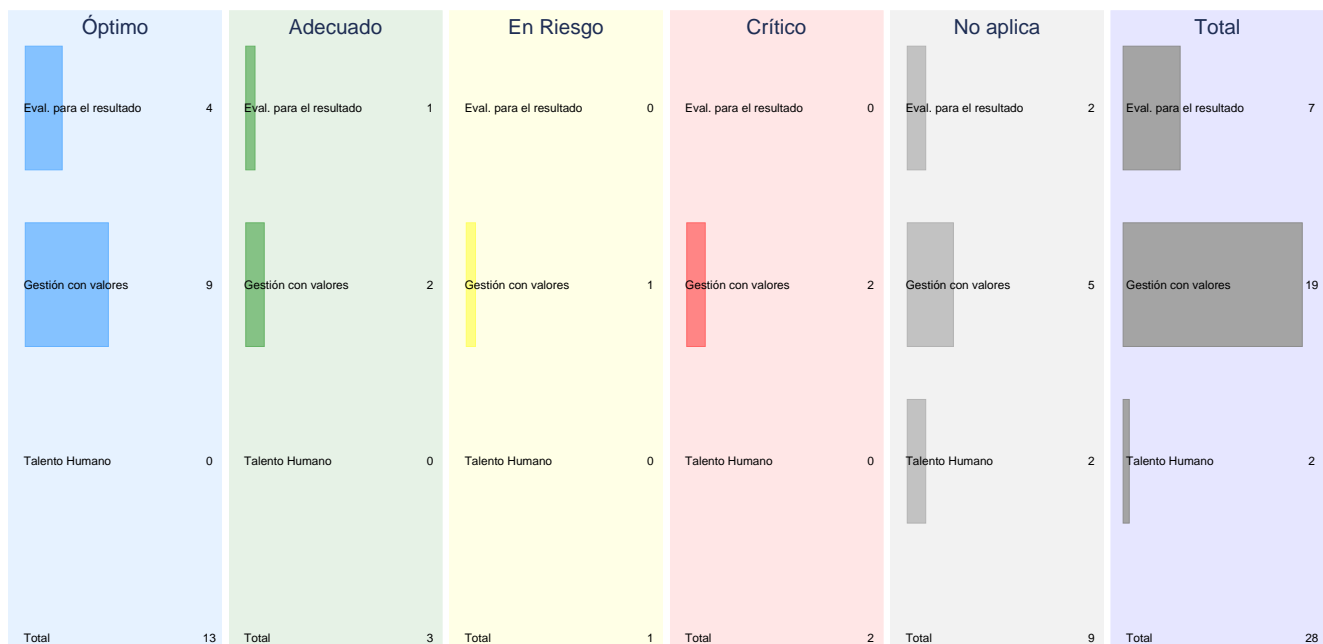 Óptimo Adecuado En Riesgo Crítico No aplica Total
Eval. para el resultado 4 Eval. para el resultado 1 Eval. para el resultado 0 Eval. para el resultado 0 Eval. para el resultado 2 Eval. para el resultado 7
Gestión con valores 9 Gestión con valores 2 Gestión con valores 1 Gestión con valores 2 Gestión con valores 5 Gestión con valores 19
Talento Humano 0 Talento Humano 0 Talento Humano 0 Talento Humano 0 Talento Humano 2 Talento Humano 2
Total 13 Total 3 Total 1 Total 2 Total 9 Total 28